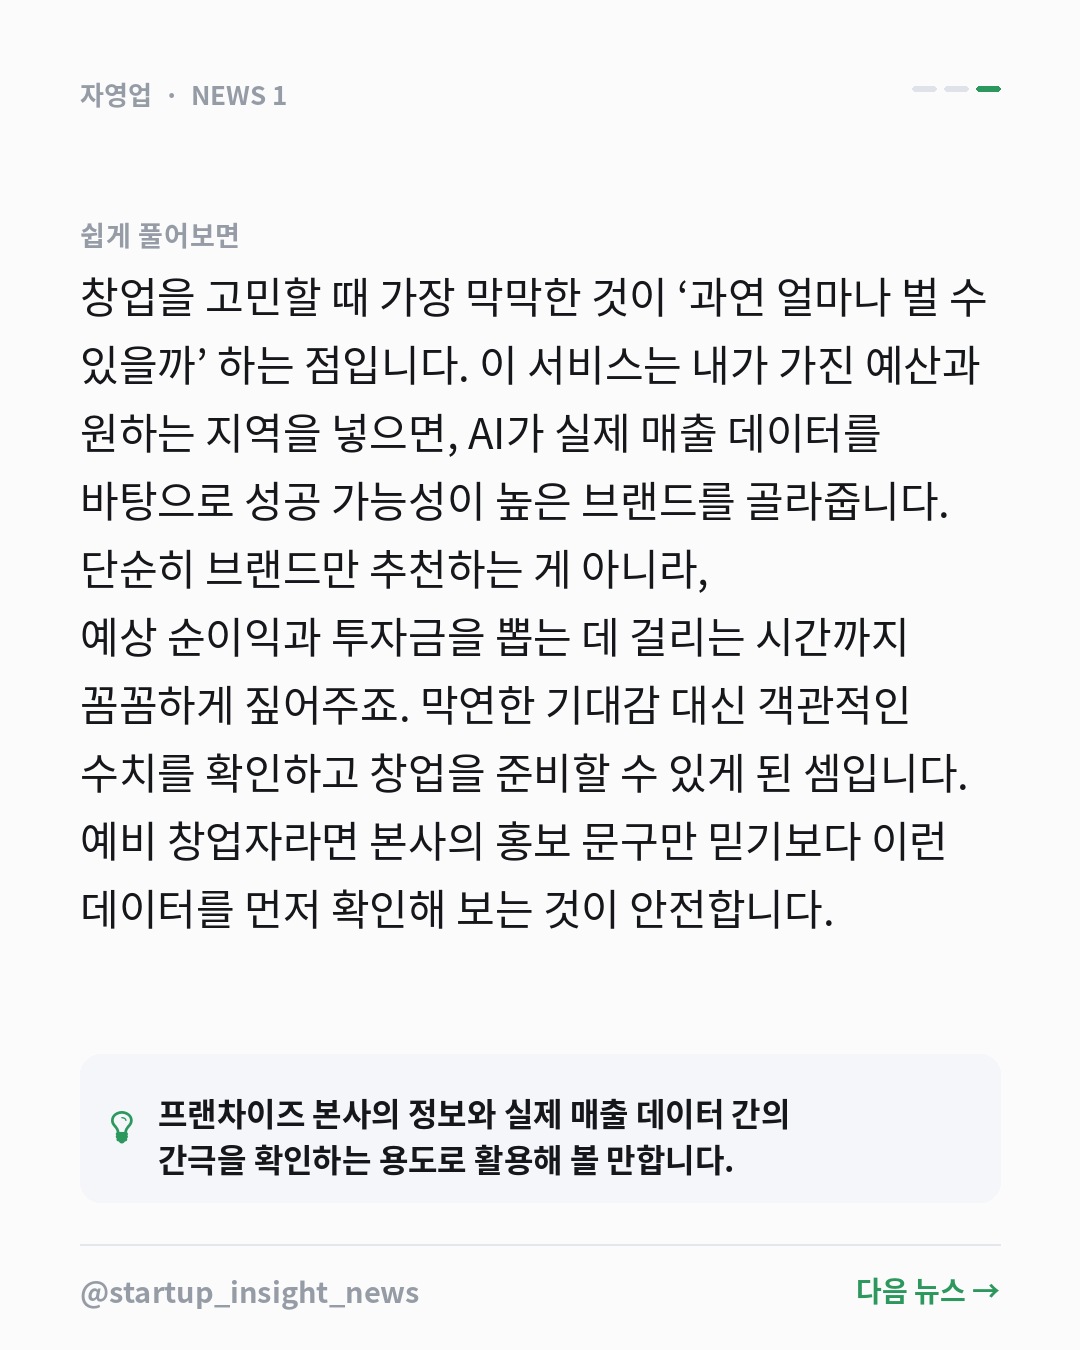 자영업 · NEWS 1
쉽게 풀어보면
창업을 고민할 때 가장 막막한 것이 ‘과연 얼마나 벌 수
있을까’ 하는 점입니다. 이 서비스는 내가 가진 예산과
원하는 지역을 넣으면, AI가 실제 매출 데이터를
바탕으로 성공 가능성이 높은 브랜드를 골라줍니다.
단순히 브랜드만 추천하는 게 아니라,
예상 순이익과 투자금을 뽑는 데 걸리는 시간까지
꼼꼼하게 짚어주죠. 막연한 기대감 대신 객관적인
수치를 확인하고 창업을 준비할 수 있게 된 셈입니다.
예비 창업자라면 본사의 홍보 문구만 믿기보다 이런
데이터를 먼저 확인해 보는 것이 안전합니다.
프랜차이즈 본사의 정보와 실제 매출 데이터 간의
간극을 확인하는 용도로 활용해 볼 만합니다.
@startup_insight_news
다음 뉴스 →